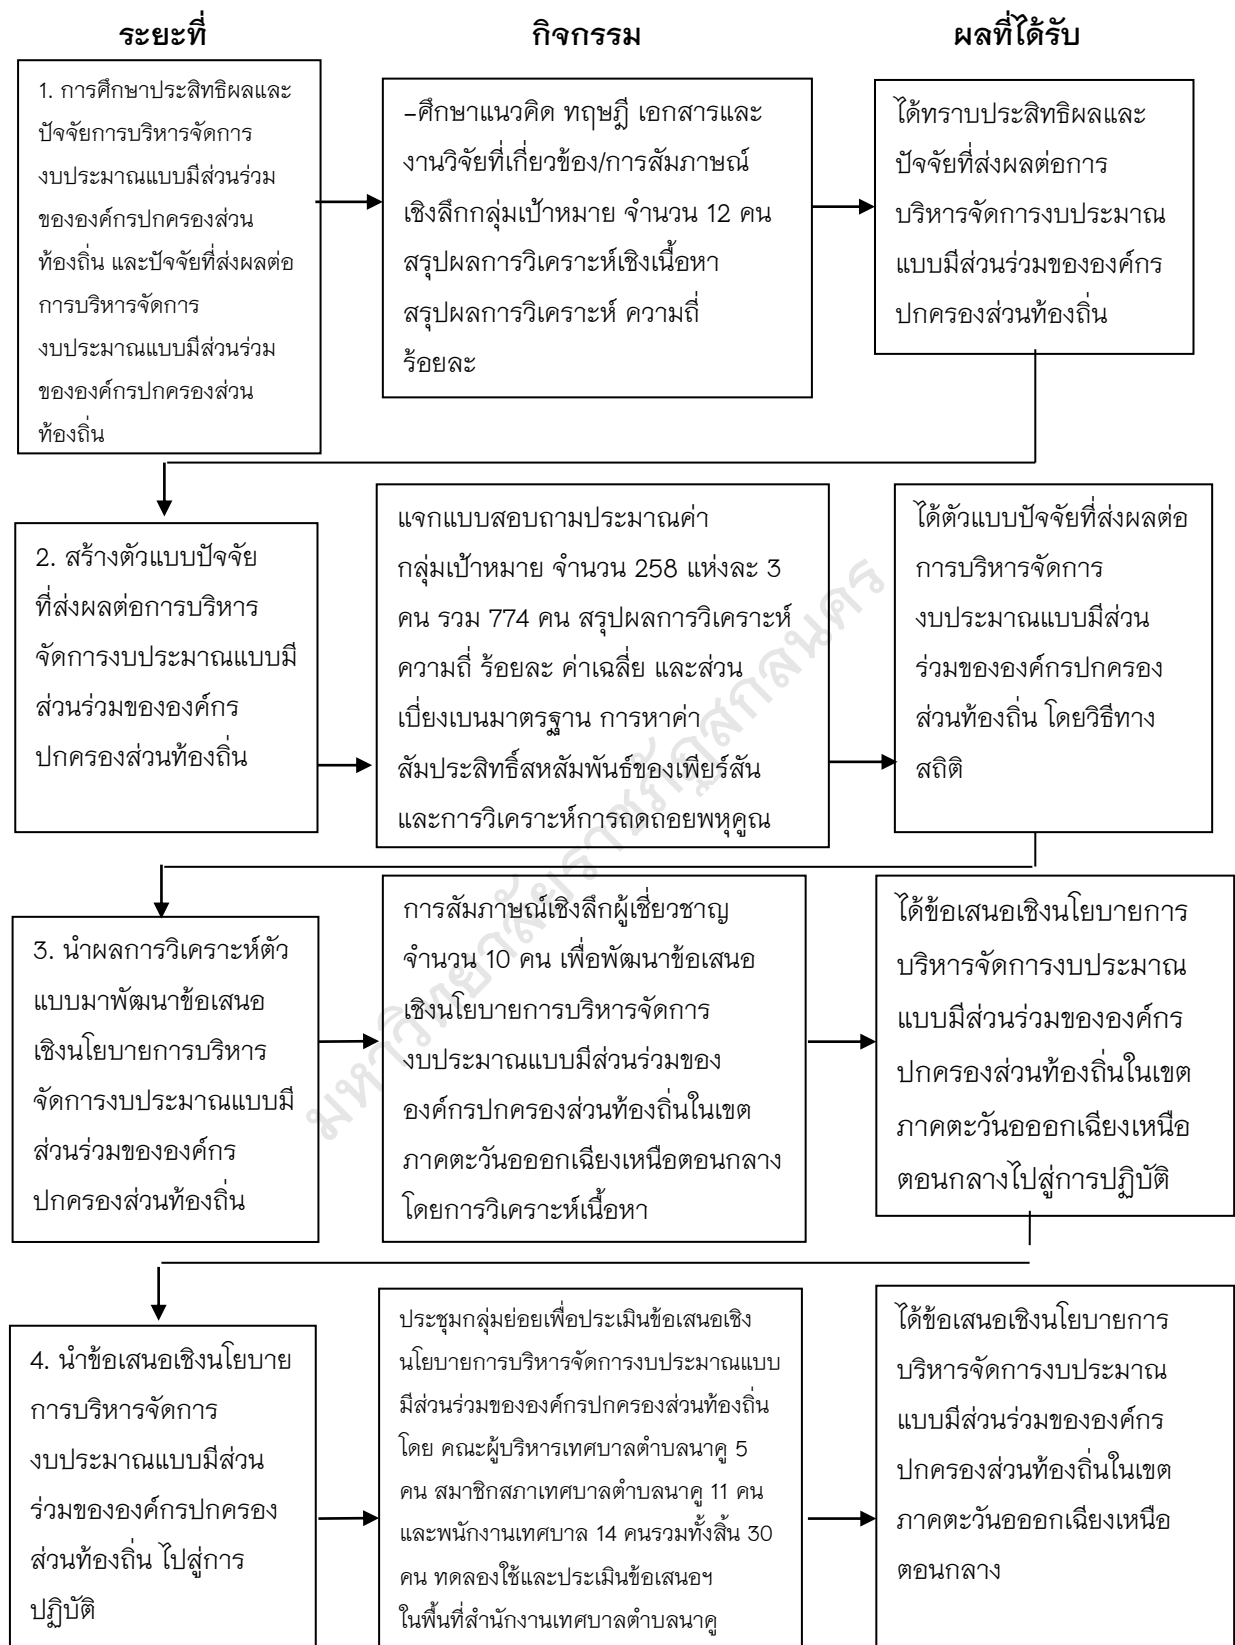 ระยะที่
กิจกรรม
ผลที่ได้รับ
1. การศึกษาประสิทธิผลและ
ปัจจัยการบริหารจัดการ
งบประมาณแบบมีส่วนร่วม
ขององค์กรปกครองส่วน
ท้องถิ่น และปัจจัยที่ส่งผลต่อ
การบริหารจัดการ
งบประมาณแบบมีส่วนร่วม
ขององค์กรปกครองส่วน
ท้องถิ่น
-ศึกษาแนวคิด ทฤษฎี เอกสารและ
งานวิจัยที่เกี่ยวข้อง/การสัมภาษณ์
เชิงลึกกลุ่มเป้าหมาย จำนวน 12 คน
สรุปผลการวิเคราะห์เชิงเนื้อหา
สรุปผลการวิเคราะห์ ความถี่
ร้อยละ
ได้ทราบประสิทธิผลและ
ปัจจัยที่ส่งผลต่อการ
บริหารจัดการงบประมาณ
แบบมีส่วนร่วมขององค์กร
ปกครองส่วนท้องถิ่น
2. สร้างตัวแบบปัจจัย
ที่ส่งผลต่อการบริหาร
จัดการงบประมาณแบบมี
ส่วนร่วมขององค์กร
ปกครองส่วนท้องถิ่น
แจกแบบสอบถามประมาณค่า
กลุ่มเป้าหมาย จำนวน 258 แห่งละ 3
คน รวม 774 คน สรุปผลการวิเคราะห์
ความถี่ ร้อยละ ค่าเฉลี่ย และส่วน
เบี่ยงเบนมาตรฐาน การหาค่า
สัมประสิทธิ์สหสัมพันธ์ของเพียร์สัน
และการวิเคราะห์การถดถอยพหุคูณ
ได้ตัวแบบปัจจัยที่ส่งผลต่อ
การบริหารจัดการ
งบประมาณแบบมีส่วน
ร่วมขององค์กรปกครอง
ส่วนท้องถิ่น โดยวิธีทาง
สถิติ
3. นำผลการวิเคราะห์ตัว
แบบมาพัฒนาข้อเสนอ
เชิงนโยบายการบริหาร
จัดการงบประมาณแบบมี
ส่วนร่วมขององค์กร
ปกครองส่วนท้องถิ่น
การสัมภาษณ์เชิงลึกผู้เชี่ยวชาญ
จำนวน 10 คน เพื่อพัฒนาข้อเสนอ
เชิงนโยบายการบริหารจัดการ
งบประมาณแบบมีส่วนร่วมของ
องค์กรปกครองส่วนท้องถิ่นในเขต
ภาคตะวันอออกเฉียงเหนือตอนกลาง
โดยการวิเคราะห์เนื้อหา
ได้ข้อเสนอเชิงนโยบายการ
บริหารจัดการงบประมาณ
แบบมีส่วนร่วมขององค์กร
ปกครองส่วนท้องถิ่นในเขต
ภาคตะวันอออกเฉียงเหนือ
ตอนกลางไปสู่การปฏิบัติ
4. นำข้อเสนอเชิงนโยบาย
การบริหารจัดการ
งบประมาณแบบมีส่วน
ร่วมขององค์กรปกครอง
ส่วนท้องถิ่น ไปสู่การ
ปฏิบัติ
ประชุมกลุ่มย่อยเพื่อประเมินข้อเสนอเชิง
นโยบายการบริหารจัดการงบประมาณแบบ
มีส่วนร่วมขององค์กรปกครองส่วนท้องถิ่น
โดย คณะผู้บริหารเทศบาลตำบลนาคู 5
คน สมาชิกสภาเทศบาลตำบลนาคู 11 คน
และพนักงานเทศบาล 14 คนรวมทั้งสิ้น 30
คน ทดลองใช้และประเมินข้อเสนอฯ
ในพื้นที่สำนักงานเทศบาลตำบลนาคู
ได้ข้อเสนอเชิงนโยบายการ
บริหารจัดการงบประมาณ
แบบมีส่วนร่วมขององค์กร
ปกครองส่วนท้องถิ่นในเขต
ภาคตะวันอออกเฉียงเหนือ
ตอนกลาง
มหาวิทยาลัยราชภัฏสกลนคร